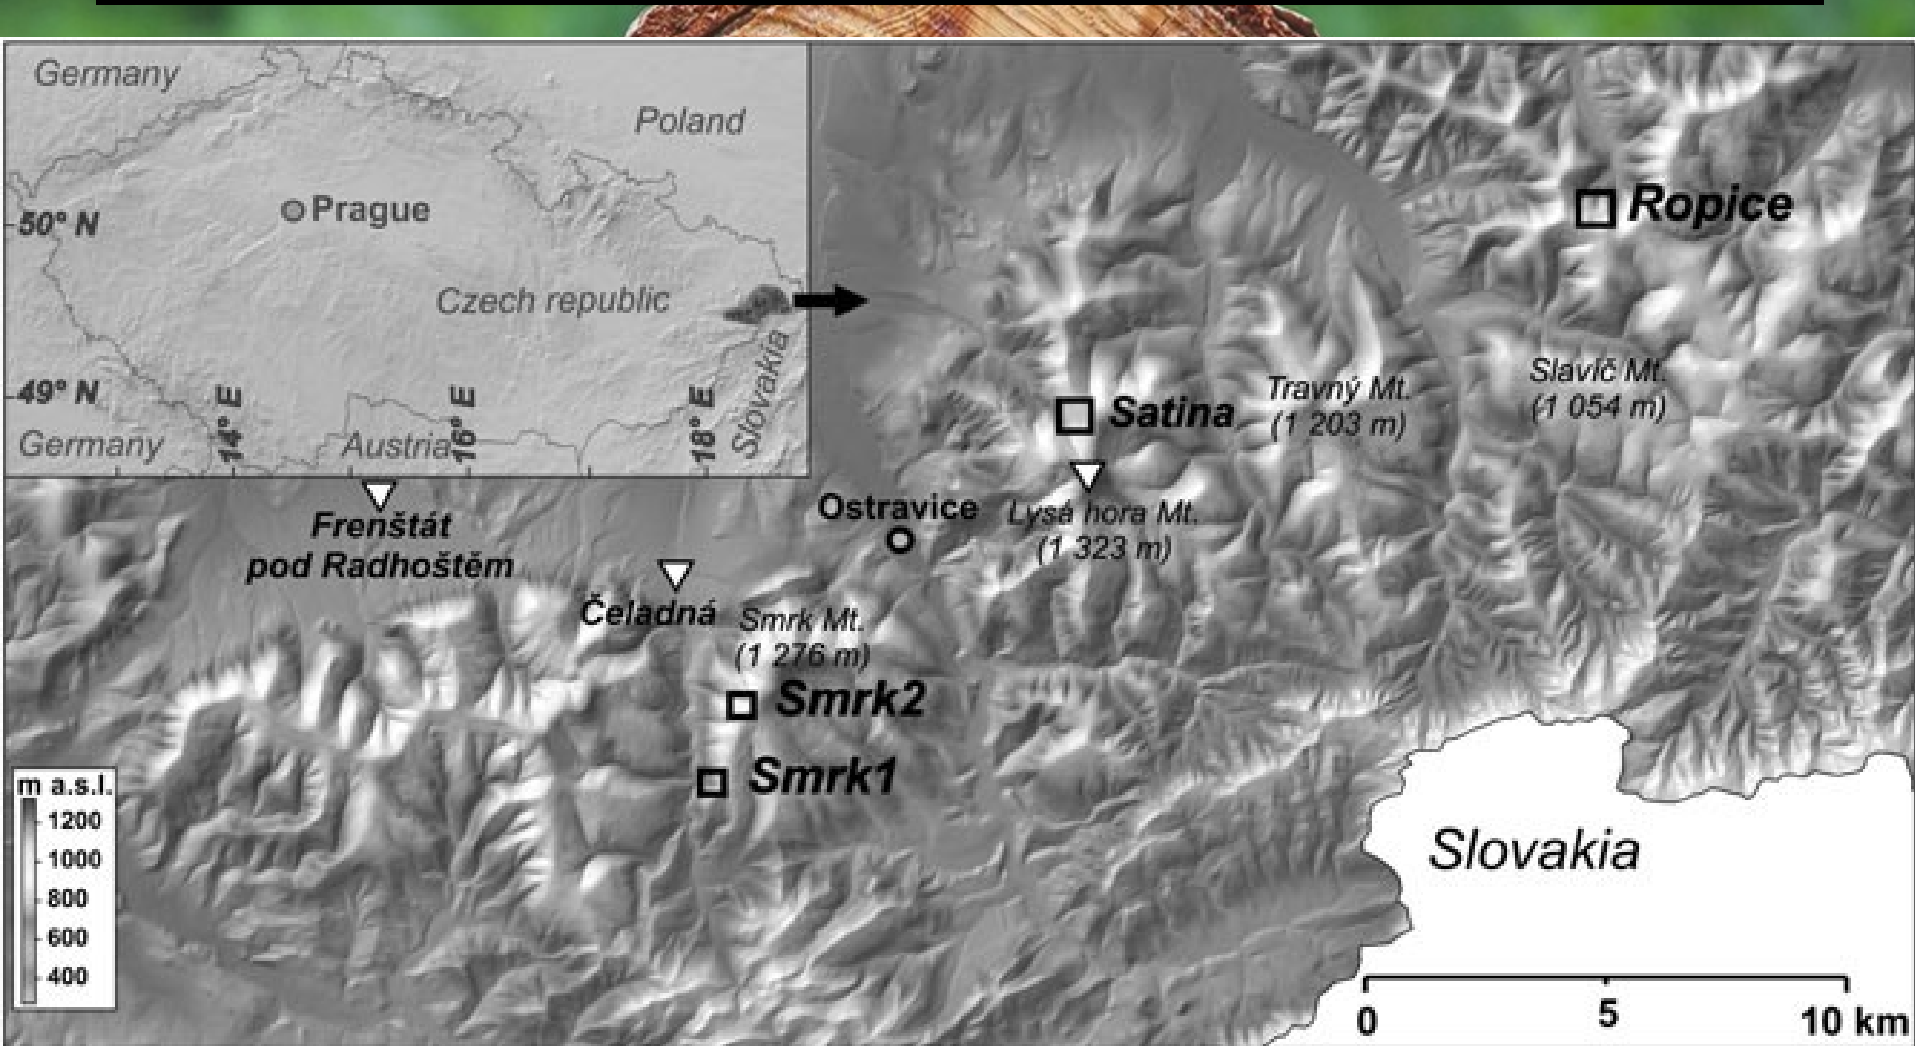 Germany
Poland
Prague
50° N
Czech republic
49° N
14° E
16° E
18° E
Slovakia
Germany
Austria
Ropice
Slavíč Mt.
(1 054 m)
Travný Mt.
(1 203 m)
Satina
Lysá hora Mt.
(1 323 m)
Ostravice
Frenštát
pod Radhoštěm
Čeladná
Smrk Mt.
(1 276 m)
Smrk2
Smrk1
m a.s.l.
1200
1000
800
600
400
Slovakia
0 5 10 km